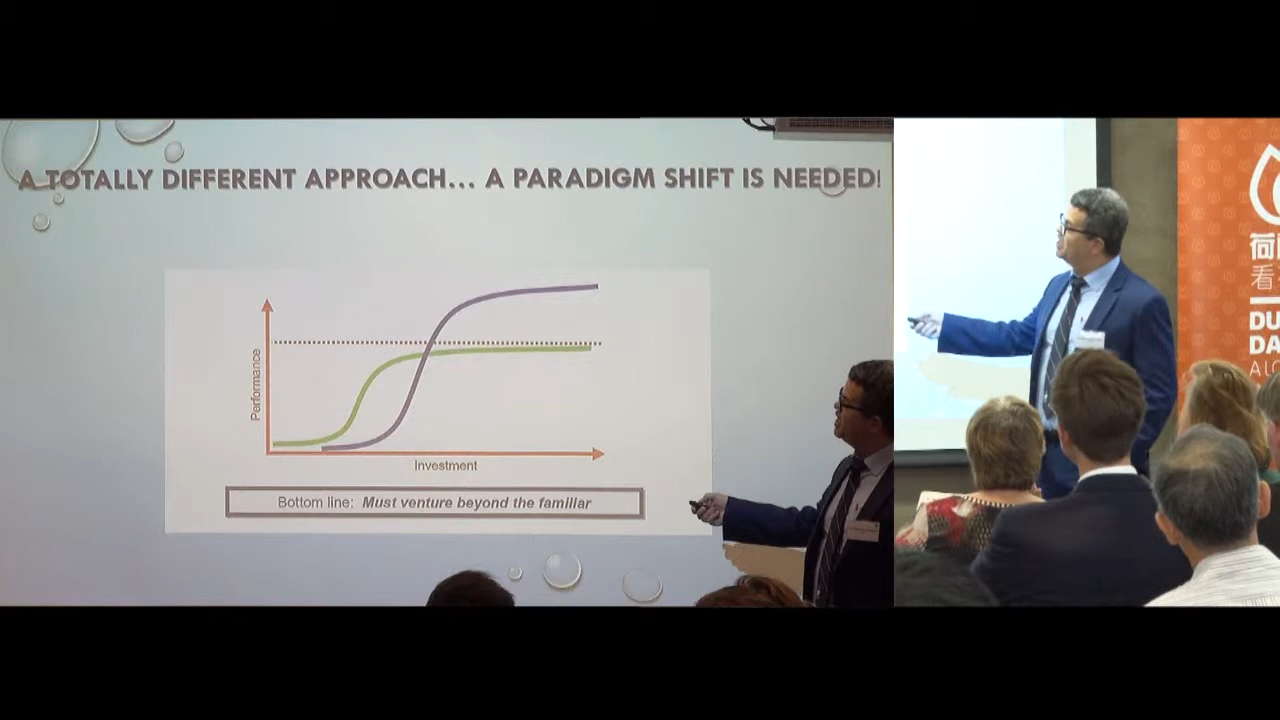 A TOTALLY DIFFERENT APPROACH... A PARADIGM SHIFT IS NEEDED!
Performance
Investment
Bottom line: Must venture beyond the familiar
荷
看
DU
DA